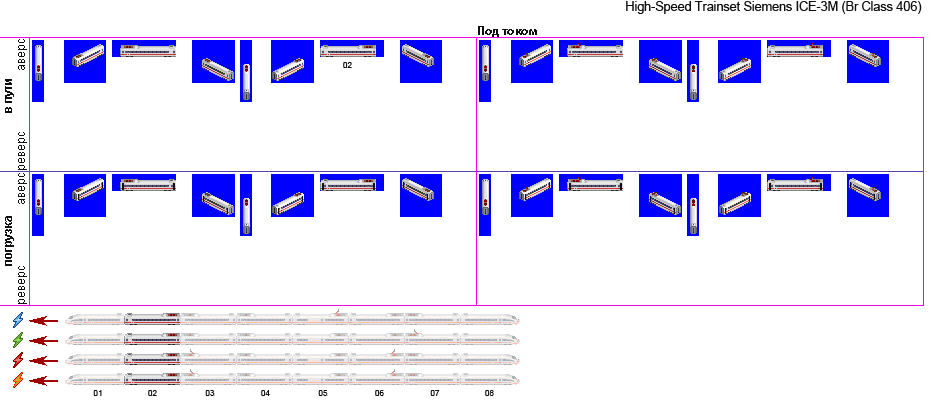 High-Speed Trainset Siemens ICE-3M (Br Class 406)
Под током
аверс
в пути
02
реверс
аверс
погрузка
реверс
01 02 03 04 05 06 07 08